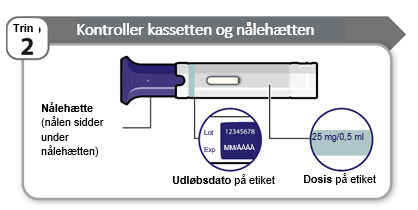 Trin
2
Kontroller kassetten og nålehætten
Nålehætte
(nålen sidder
under
nålehætten)
Lot
12345678
Exp
MM/AAAA
25 mg/0,5 ml
Udløbsdato på etiket
Dosis på etiket